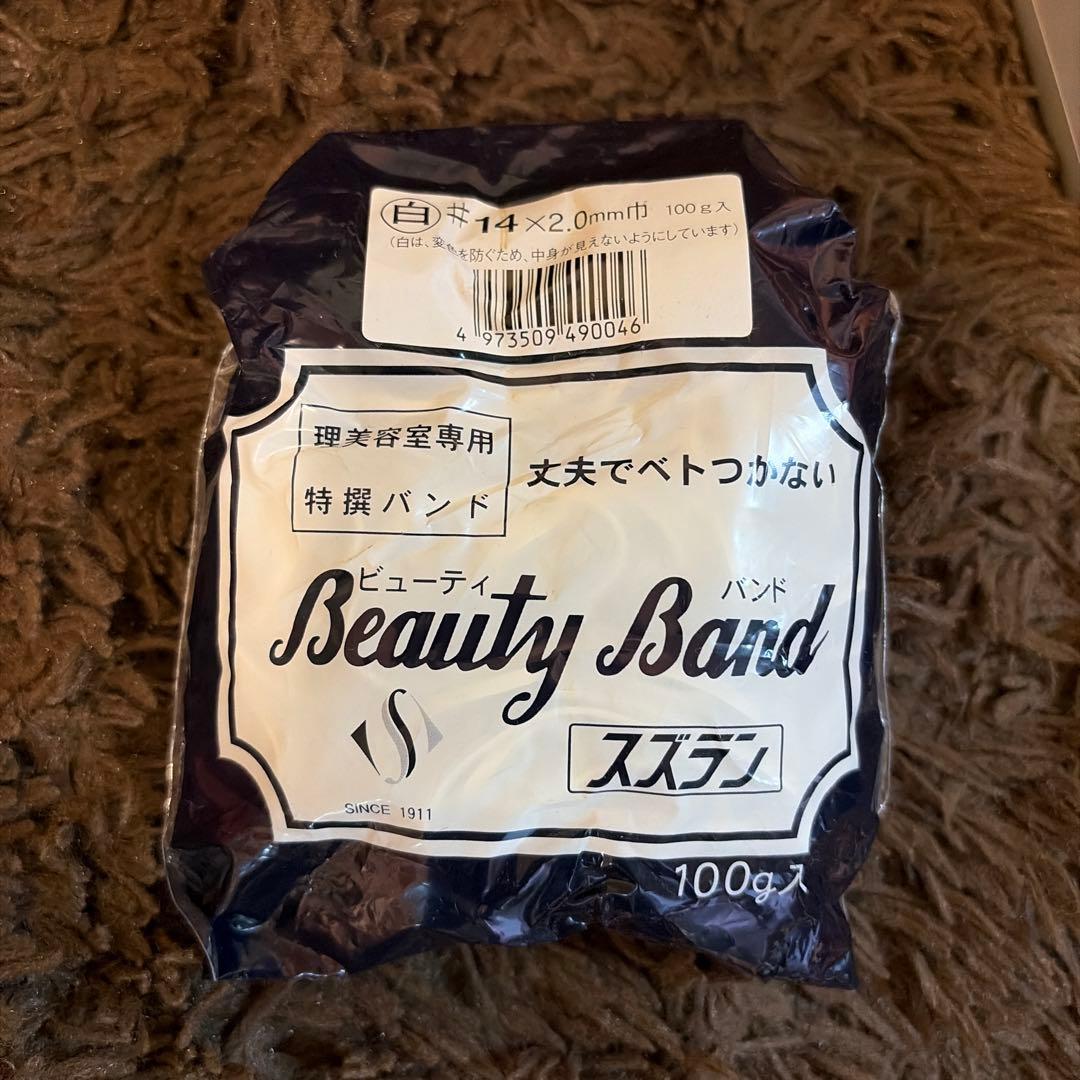 白 #14×2.0mm巾 100g入
(白は、変色を防ぐため、中身が見えないようにしています)
4 973509 490046
理美容室専用
特撰バンド
丈夫でベトつかない
ビューティ バンド
Beauty Band
S
スズラン
SINCE 1911
100g入